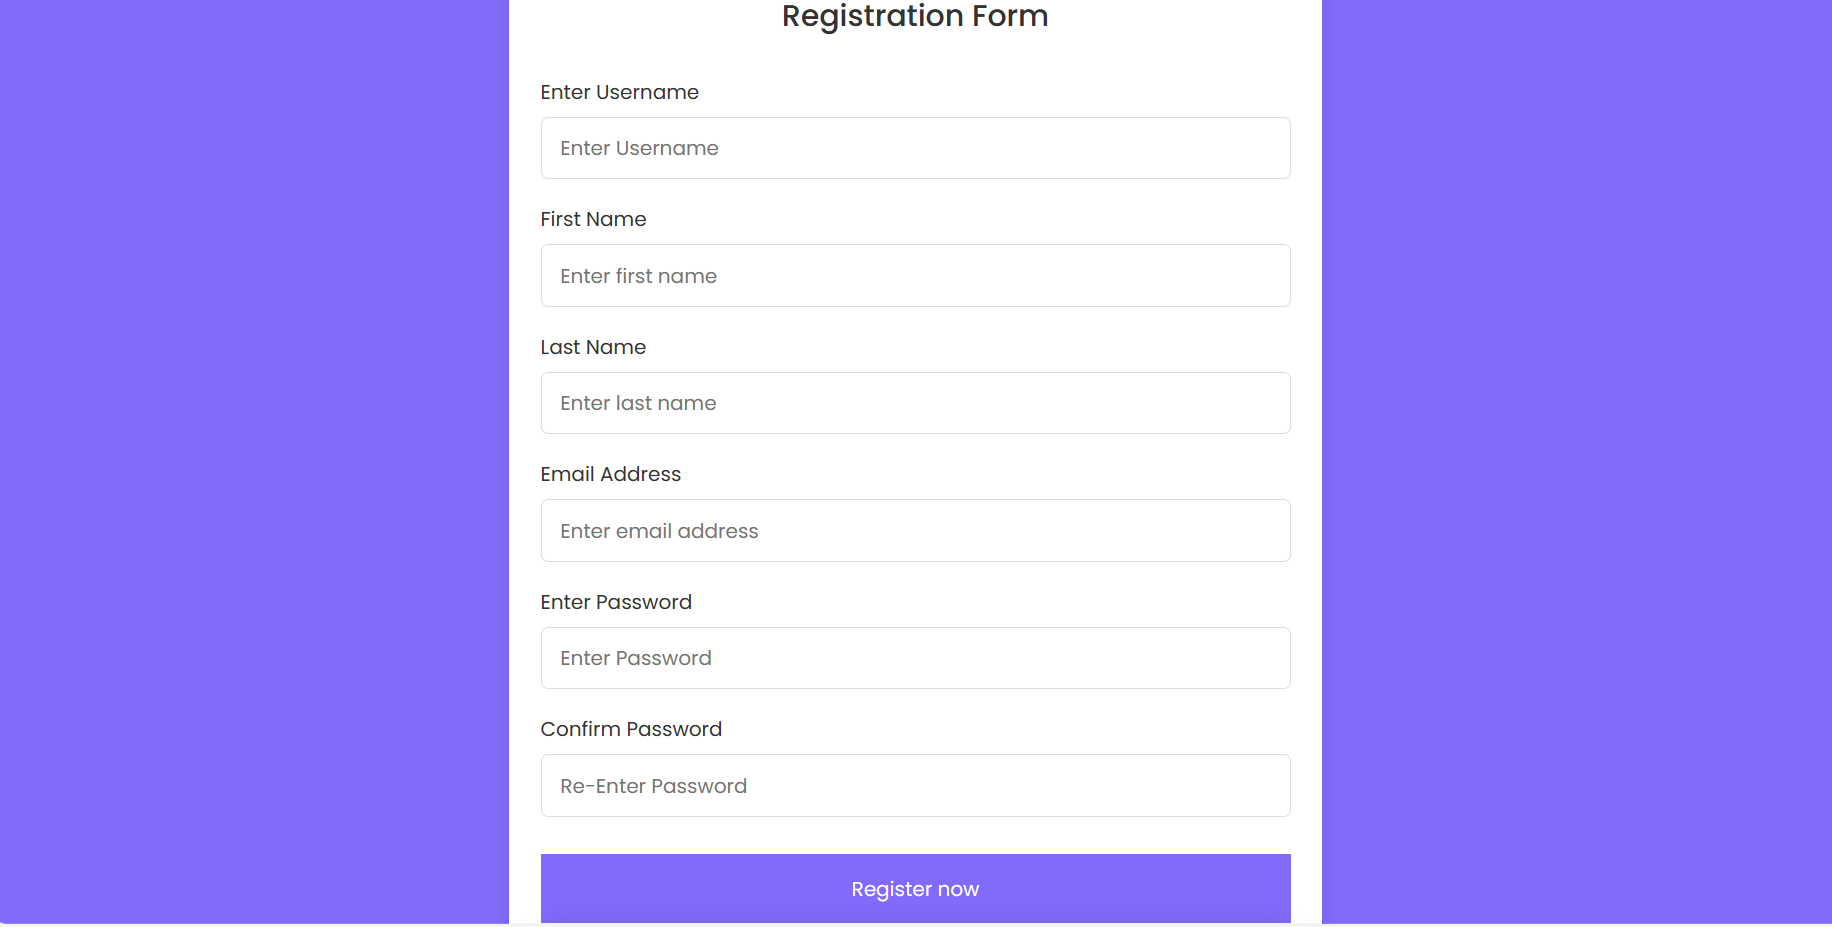 Registration Form
Enter Username
Enter Username
First Name
Enter first name
Last Name
Enter last name
Email Address
Enter email address
Enter Password
Enter Password
Confirm Password
Re-Enter Password
Register now